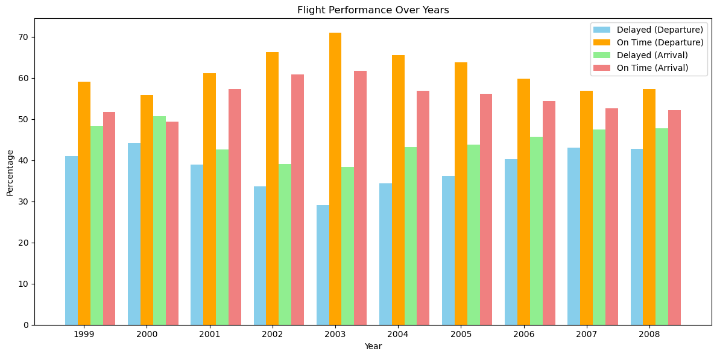 Flight Performance Over Years
Delayed (Departure)
On Time (Departure)
Delayed (Arrival)
On Time (Arrival)
Percentage
70
60
50
40
30
20
10
0
1999 2000 2001 2002 2003 2004 2005 2006 2007 2008
Year